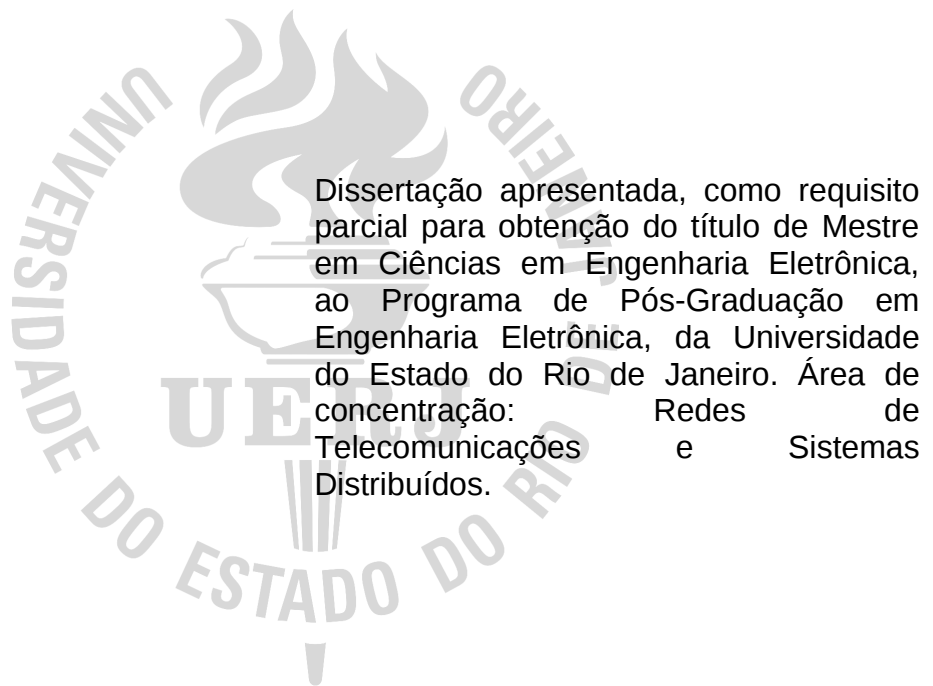 UNIVERSIDADE DO ESTADO DO RIO DE JANEIRO
UERJ
Dissertação apresentada, como requisito
parcial para obtenção do título de Mestre
em Ciências em Engenharia Eletrônica,
ao Programa de Pós-Graduação em
Engenharia Eletrônica, da Universidade
do Estado do Rio de Janeiro. Área de
concentração: Redes de
Telecomunicações e Sistemas
Distribuídos.